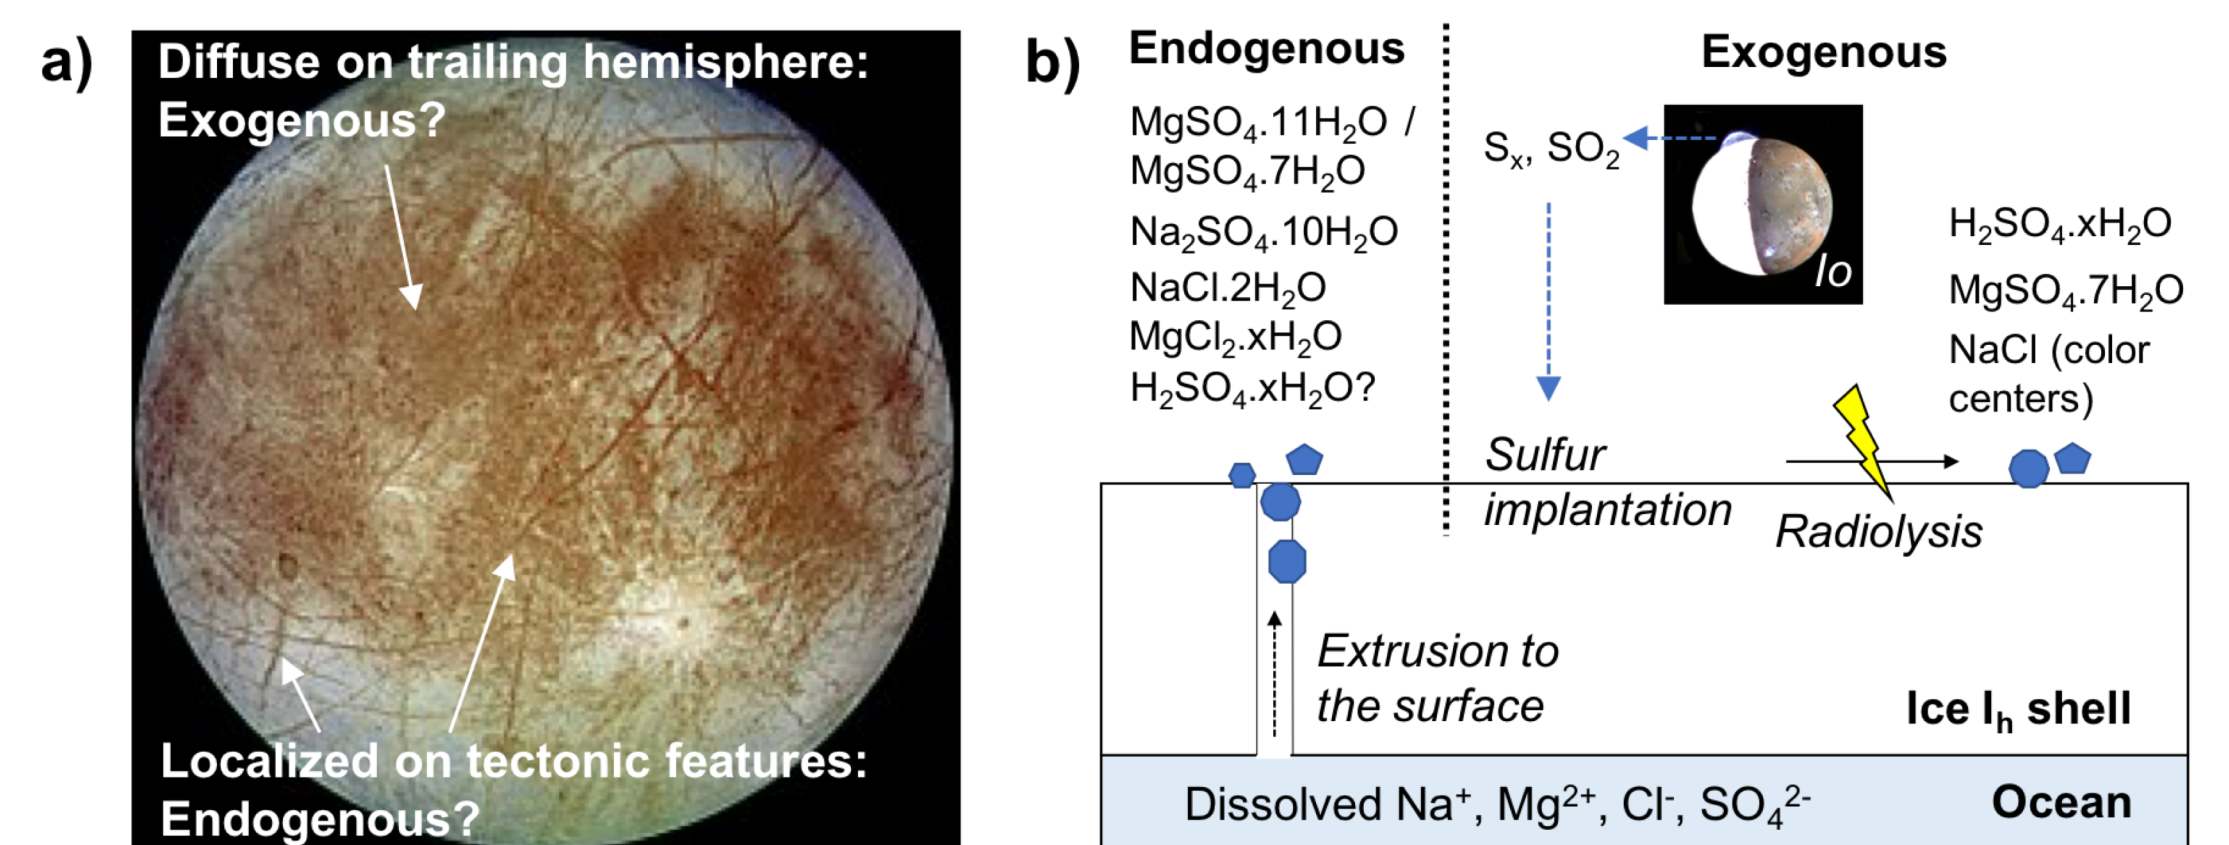 a)
Diffuse on trailing hemisphere:
Exogenous?
Localized on tectonic features:
Endogenous?
b)
Endogenous
MgSO₄.11H₂O /
MgSO₄.7H₂O
Na₂SO₄.10H₂O
NaCl.2H₂O
MgCl₂.xH₂O
H₂SO₄.xH₂O?
Exogenous
Sₓ, SO₂
Io
H₂SO₄.xH₂O
MgSO₄.7H₂O
NaCl (color
centers)
Sulfur
implantation
Radiolysis
Extrusion to
the surface
Ice Iₕ shell
Dissolved Na⁺, Mg²⁺, Cl⁻, SO₄²⁻
Ocean